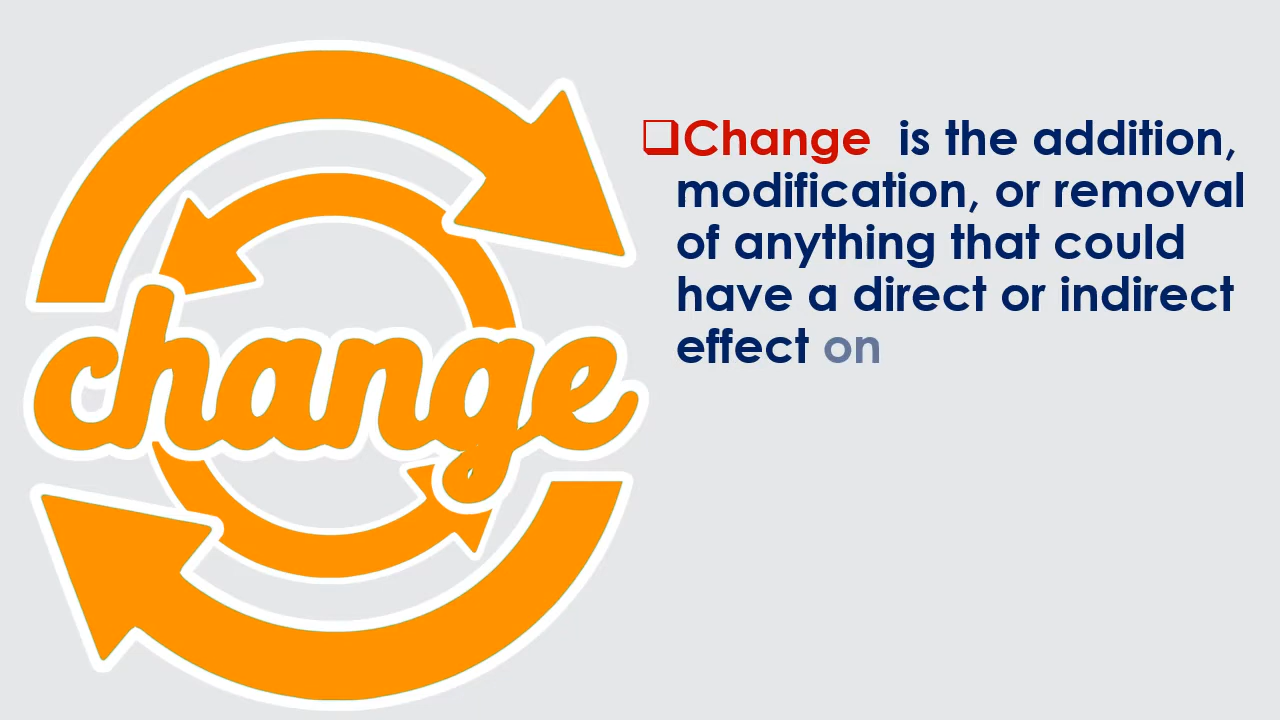 change
❑Change is the addition,
modification, or removal
of anything that could
have a direct or indirect
effect on